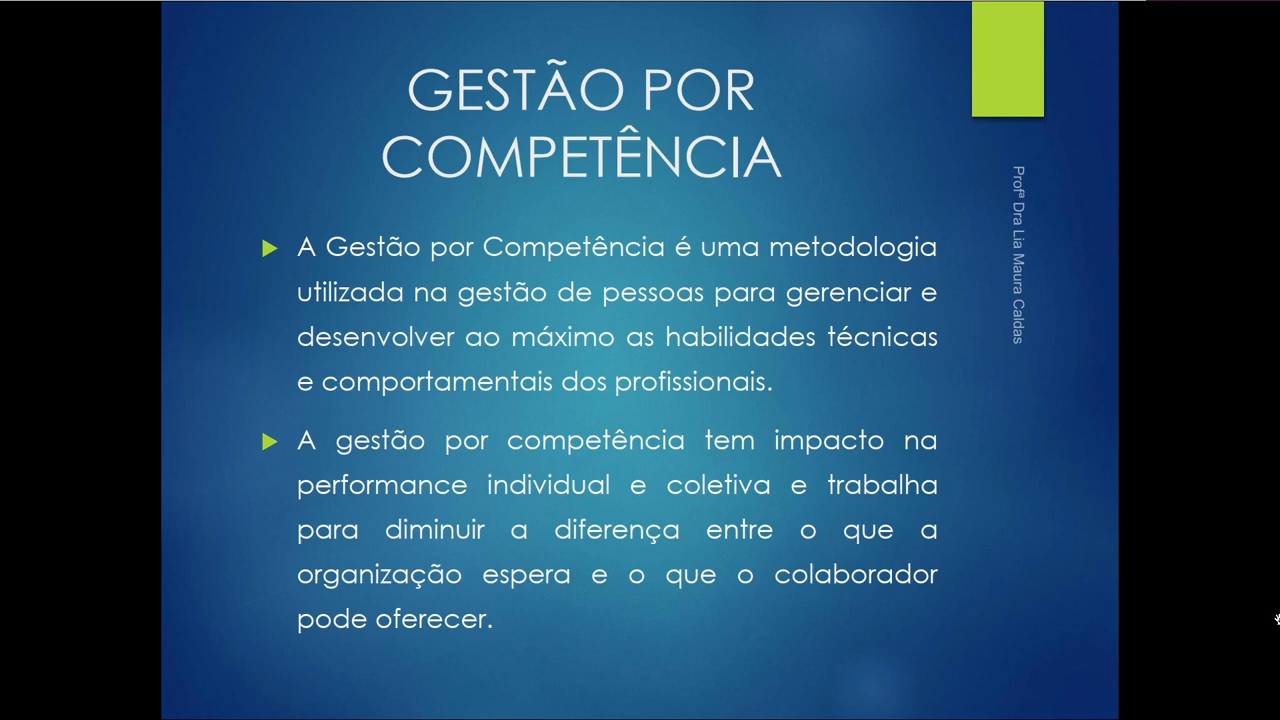 GESTÃO POR
COMPETÊNCIA
A Gestão por Competência é uma metodologia
utilizada na gestão de pessoas para gerenciar e
desenvolver ao máximo as habilidades técnicas
e comportamentais dos profissionais.
A gestão por competência tem impacto na
performance individual e coletiva e trabalha
para diminuir a diferença entre o que a
organização espera e o que o colaborador
pode oferecer.
Profª Dra Lia Maura Caldas